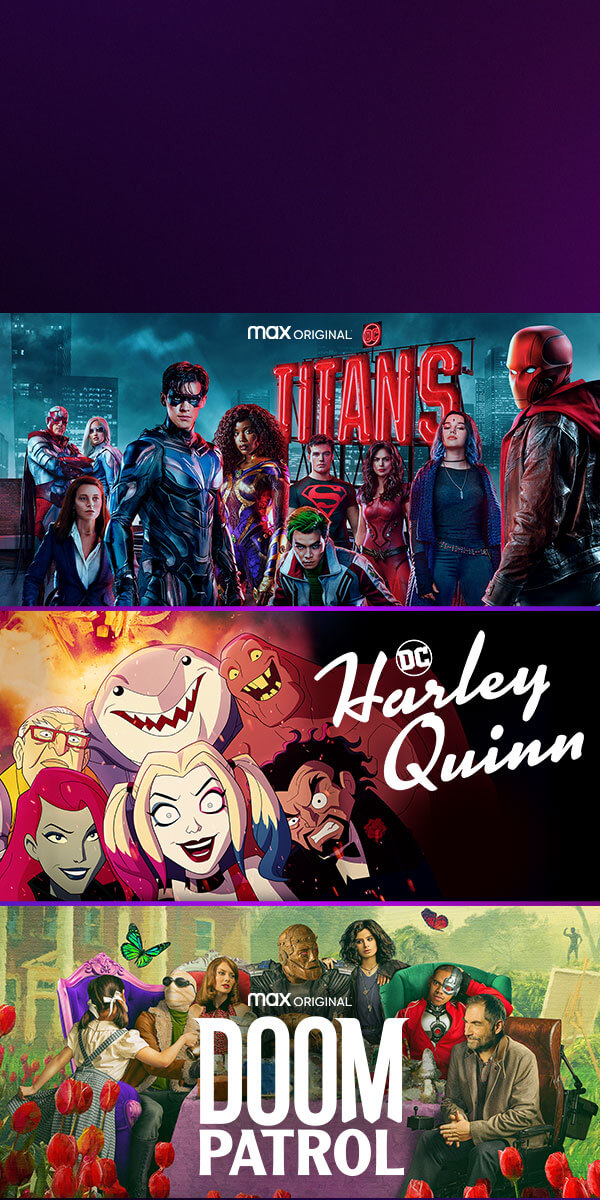 max ORIGINAL
DC
TITANS
DC
Harley
Quinn
max ORIGINAL
DOOM
PATROL